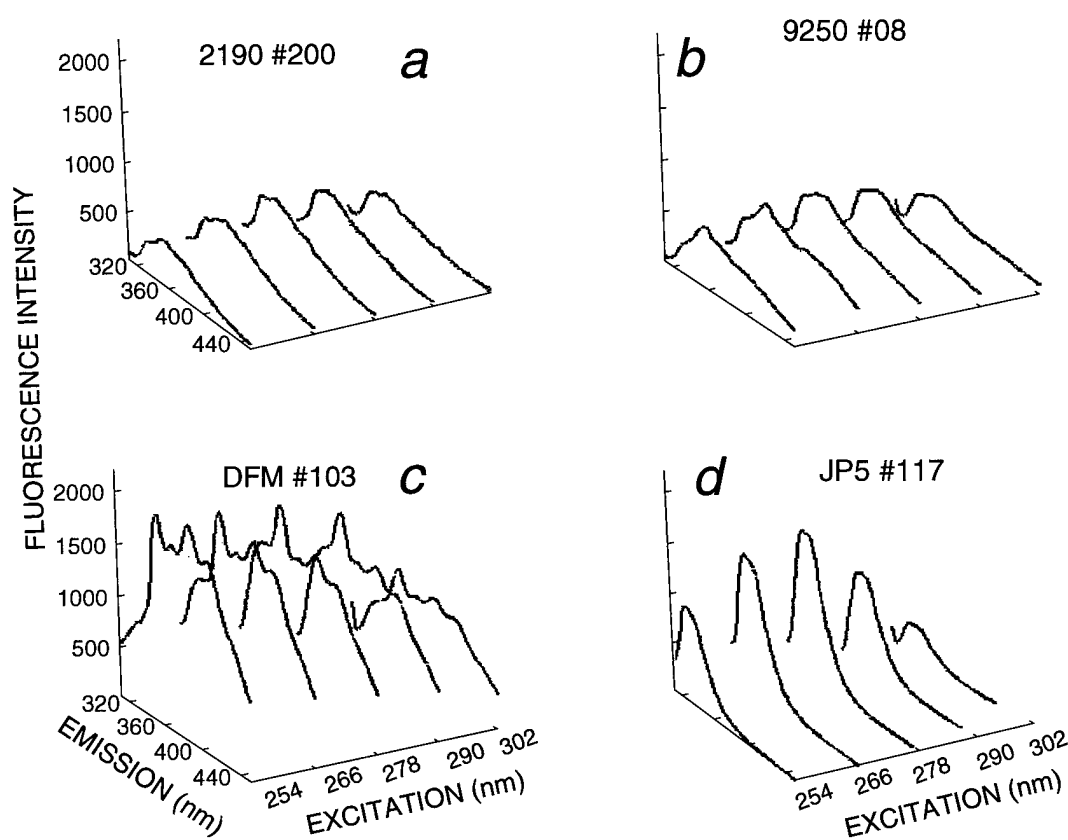 2190 #200
a
9250 #08
b
2000
1500
1000
500
320
360
400
440
FLUORESCENCE INTENSITY
DFM #103
c
JP5 #117
d
2000
1500
1000
500
320
360
400
440
EMISSION (nm)
254
266
278
290
302
EXCITATION (nm)
254
266
278
290
302
EXCITATION (nm)